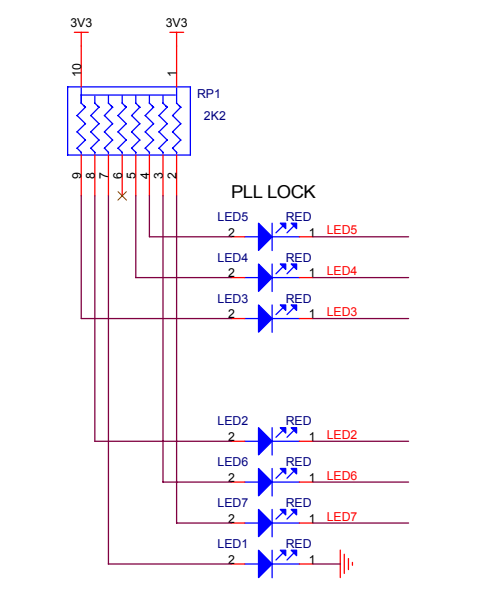 3V3 3V3
10 1
RP1
2K2
9 8 7 6 5 4 3 2
PLL LOCK
LED5 RED
2 1 LED5
LED4 RED
2 1 LED4
LED3 RED
2 1 LED3
LED2 RED
2 1 LED2
LED6 RED
2 1 LED6
LED7 RED
2 1 LED7
LED1 RED
2 1